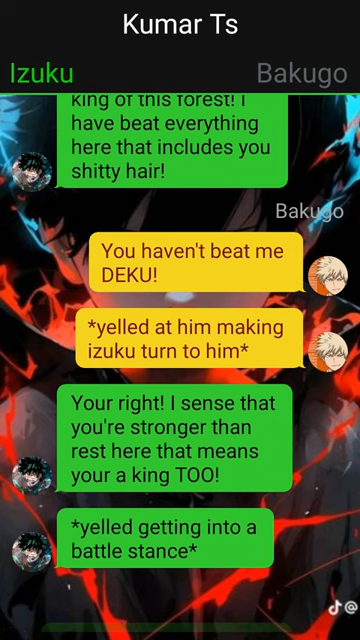 Kumar Ts
Izuku
Bakugo
king of this forest! I
have beat everything
here that includes you
shitty hair!
Bakugo
You haven't beat me
DEKU!
*yelled at him making
izuku turn to him*
Your right! I sense that
you're stronger than
rest here that means
your a king TOO!
*yelled getting into a
battle stance*
@